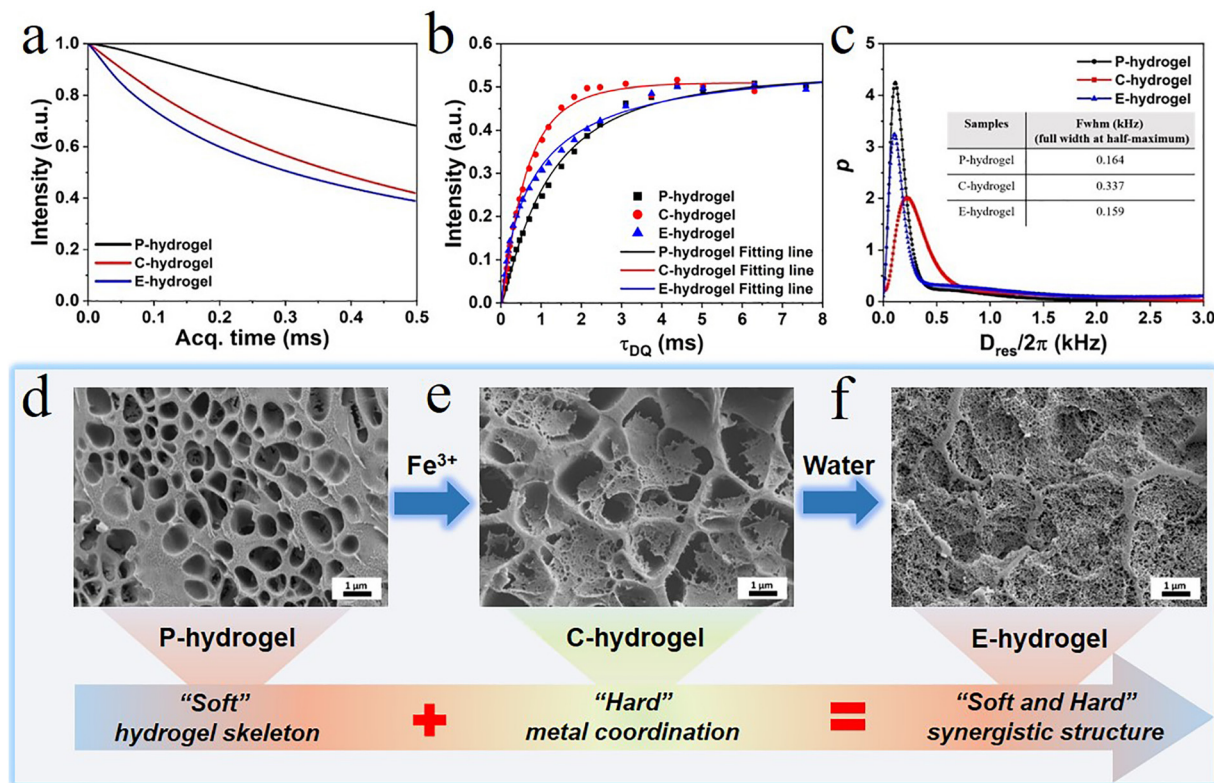 a
Intensity (a.u.)
1.0
0.8
0.6
0.4
0.2
0.0
P-hydrogel
C-hydrogel
E-hydrogel
0.0 0.1 0.2 0.3 0.4 0.5
Acq. time (ms)
b
Intensity (a.u.)
0.6
0.5
0.4
0.3
0.2
0.1
0.0
P-hydrogel
C-hydrogel
E-hydrogel
P-hydrogel Fitting line
C-hydrogel Fitting line
E-hydrogel Fitting line
0 1 2 3 4 5 6 7 8
τDQ (ms)
c
p
5
4
3
2
1
0
P-hydrogel
C-hydrogel
E-hydrogel
Samples Fwhm (kHz)
(full width at half-maximum)
P-hydrogel 0.164
C-hydrogel 0.337
E-hydrogel 0.159
0.0 0.5 1.0 1.5 2.0 2.5 3.0
Dres/2π (kHz)
d
1 μm
Fe³⁺
e
1 μm
Water
f
1 μm
P-hydrogel
C-hydrogel
E-hydrogel
“Soft”
hydrogel skeleton
+
“Hard”
metal coordination
=
“Soft and Hard”
synergistic structure